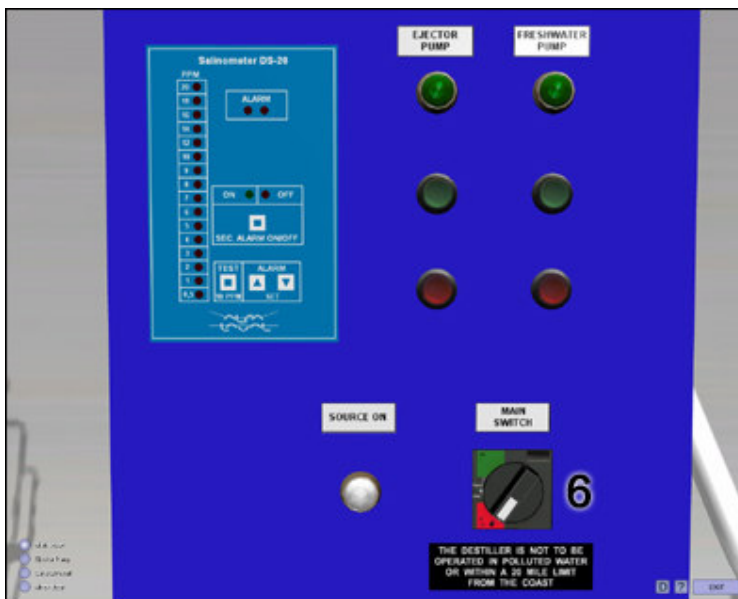 EJECTOR
PUMP
FRESHWATER
PUMP
Salinometer DS-20
PPM
20
18
16
14
12
10
9
8
7
6
5
4
3
2
1
0,5
ALARM
ON
OFF
SEC. ALARM ON/OFF
TEST
10 PPM
ALARM
SET
SOURCE ON
MAIN
SWITCH
6
THE DESTILLER IS NOT TO BE
OPERATED IN POLLUTED WATER
OR WITHIN A 20 MILE LIMIT
FROM THE COAST
?
EXIT